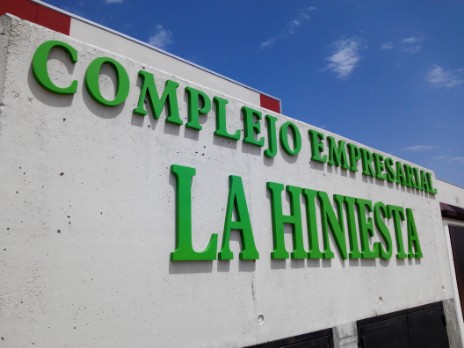 COMPLEJO EMPRESARIAL
LA HINIESTA